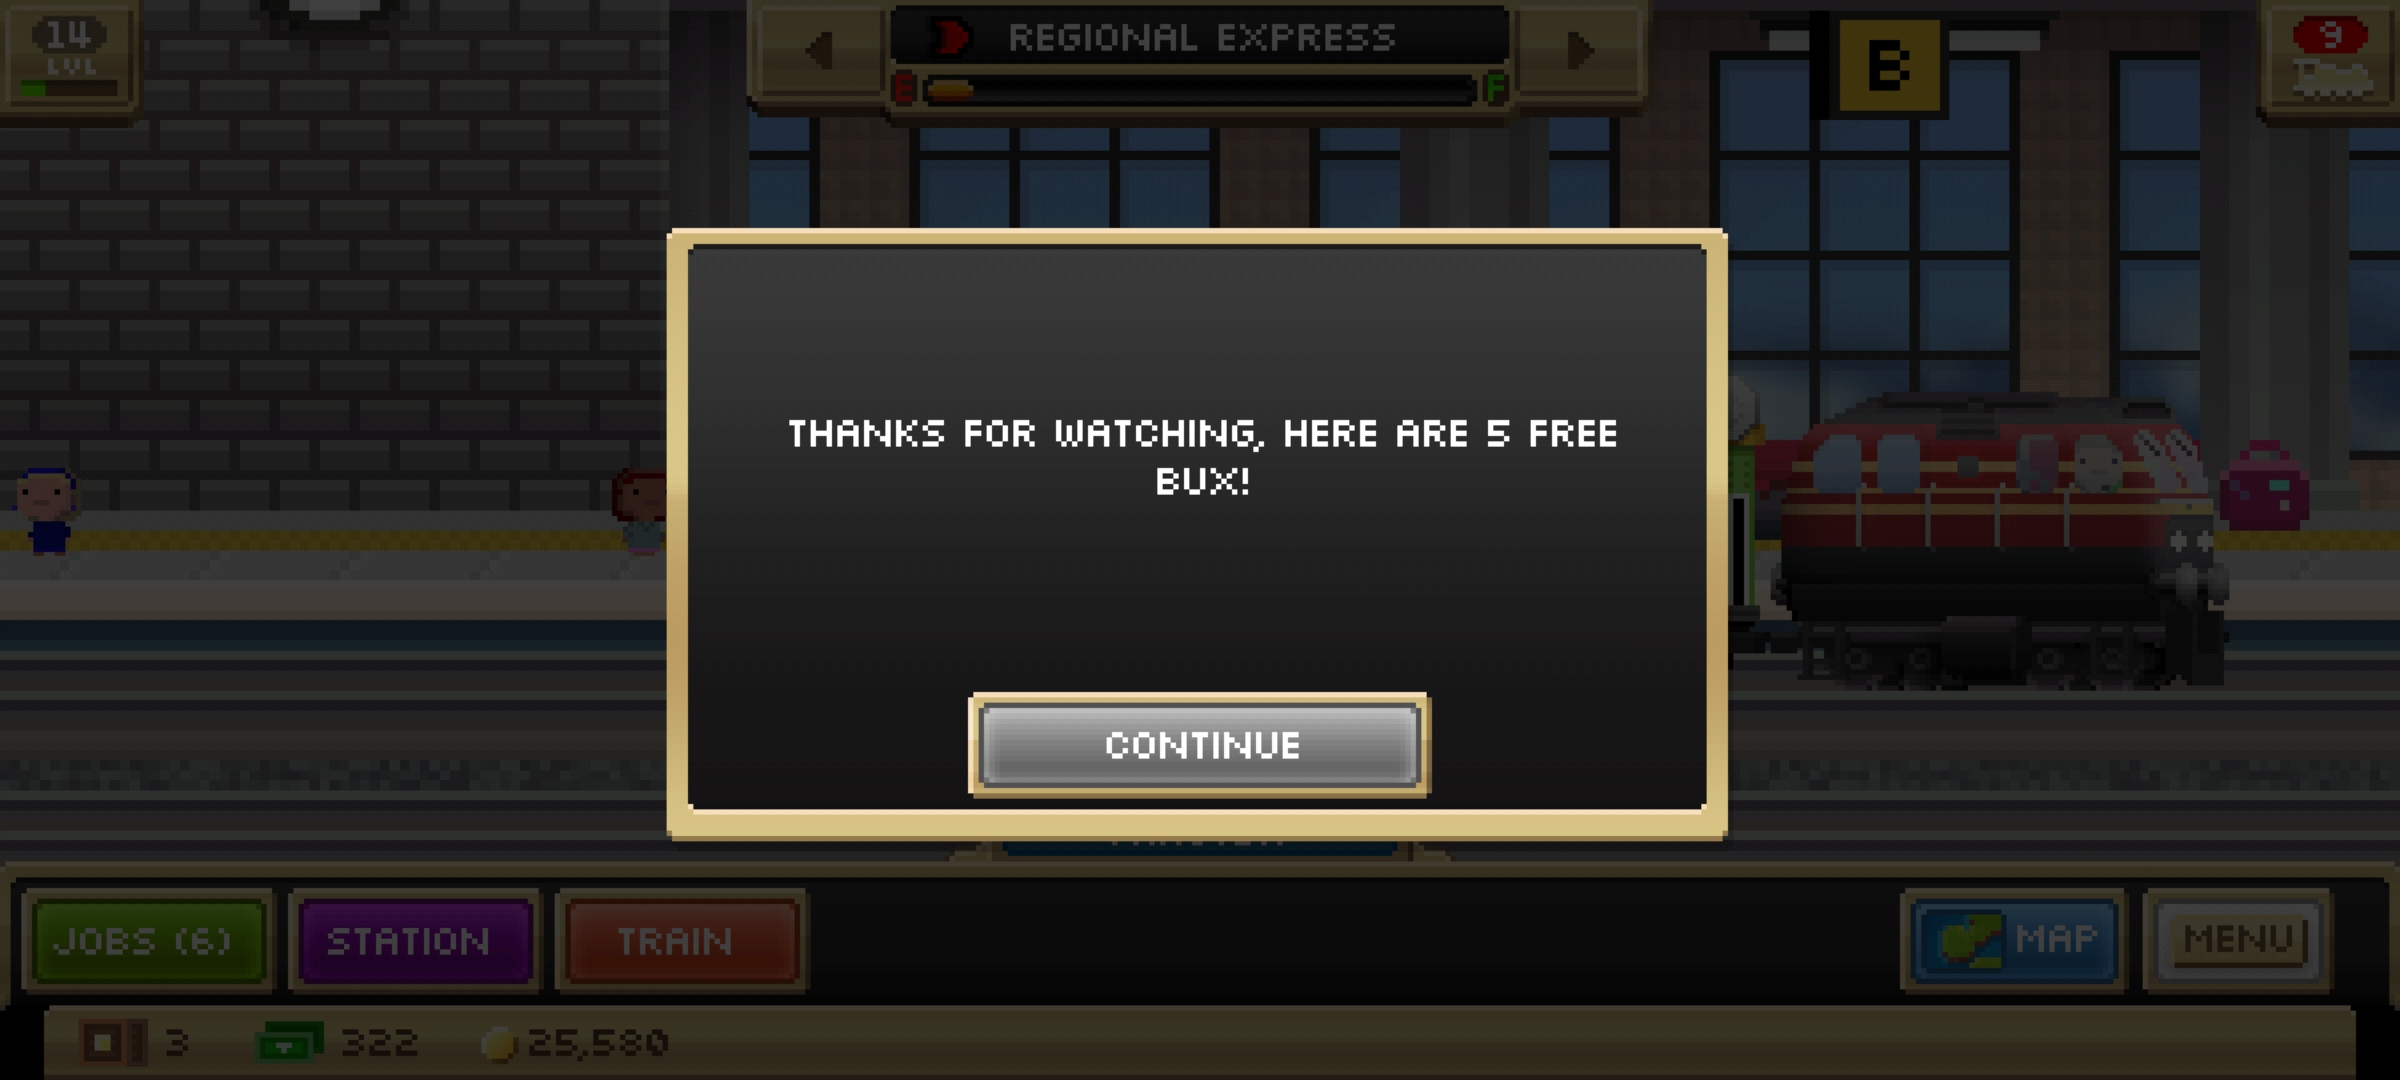 14
LVL
REGIONAL EXPRESS
E
F
B
9
THANKS FOR WATCHING, HERE ARE 5 FREE
BUX!
CONTINUE
JOBS (6)
STATION
TRAIN
MAP
MENU
3
322
25,580